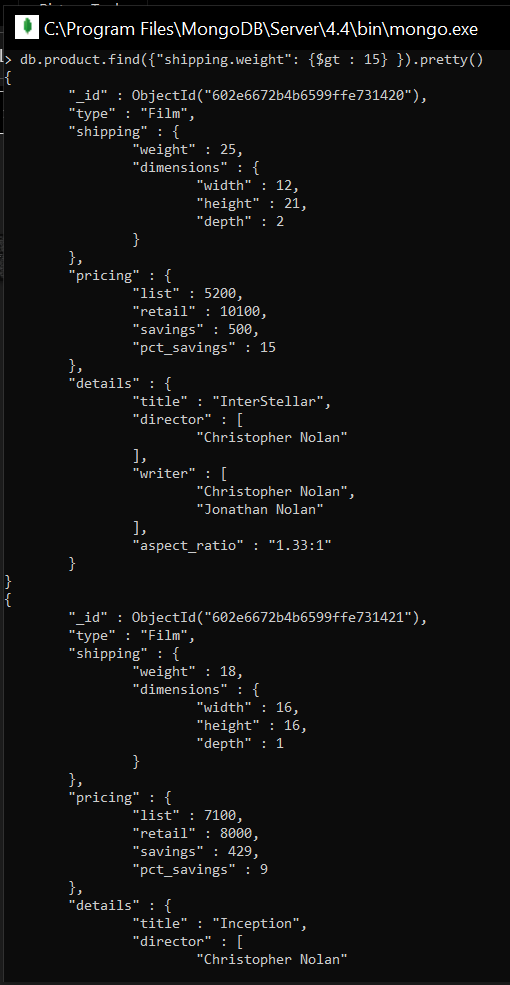 C:\Program Files\MongoDB\Server\4.4\bin\mongo.exe
> db.product.find({"shipping.weight": {$gt : 15} }).pretty()
{
        "_id" : ObjectId("602e6672b4b6599ffe731420"),
        "type" : "Film",
        "shipping" : {
                "weight" : 25,
                "dimensions" : {
                        "width" : 12,
                        "height" : 21,
                        "depth" : 2
                }
        },
        "pricing" : {
                "list" : 5200,
                "retail" : 10100,
                "savings" : 500,
                "pct_savings" : 15
        },
        "details" : {
                "title" : "InterStellar",
                "director" : [
                        "Christopher Nolan"
                ],
                "writer" : [
                        "Christopher Nolan",
                        "Jonathan Nolan"
                ],
                "aspect_ratio" : "1.33:1"
        }
}
{
        "_id" : ObjectId("602e6672b4b6599ffe731421"),
        "type" : "Film",
        "shipping" : {
                "weight" : 18,
                "dimensions" : {
                        "width" : 16,
                        "height" : 16,
                        "depth" : 1
                }
        },
        "pricing" : {
                "list" : 7100,
                "retail" : 8000,
                "savings" : 429,
                "pct_savings" : 9
        },
        "details" : {
                "title" : "Inception",
                "director" : [
                        "Christopher Nolan"